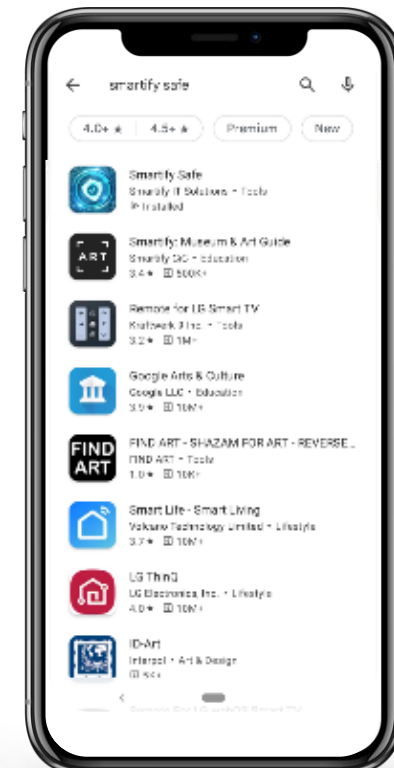 smartify safe
4.0+ ★ 4.5+ ★ Premium New
Smartify Safe
Smartify IT Solutions • Tools
Installed
ART
Smartify: Museum & Art Guide
Smartify CIC • Education
3.4 ★ 500K+
Remote for LG Smart TV
Kraftwerk 9 Inc. • Tools
3.2 ★ 1M+
Google Arts & Culture
Google LLC • Education
3.9 ★ 10M+
FIND ART
FIND ART - SHAZAM FOR ART - REVERSE...
FIND ART • Tools
1.0 ★ 10K+
Smart Life - Smart Living
Volcano Technology Limited • Lifestyle
3.7 ★ 10M+
LG ThinQ
LG Electronics, Inc. • Lifestyle
4.0 ★ 10M+
ID-Art
Interpol • Art & Design
5K+